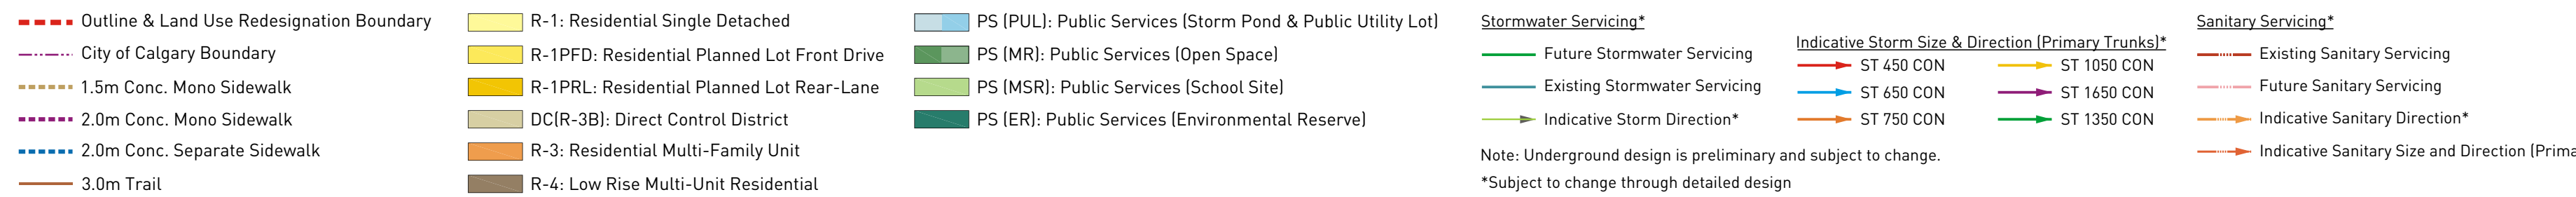 Outline & Land Use Redesignation Boundary
City of Calgary Boundary
1.5m Conc. Mono Sidewalk
2.0m Conc. Mono Sidewalk
2.0m Conc. Separate Sidewalk
3.0m Trail
R-1: Residential Single Detached
R-1PFD: Residential Planned Lot Front Drive
R-1PRL: Residential Planned Lot Rear-Lane
DC(R-3B): Direct Control District
R-3: Residential Multi-Family Unit
R-4: Low Rise Multi-Unit Residential
PS (PUL): Public Services (Storm Pond & Public Utility Lot)
PS (MR): Public Services (Open Space)
PS (MSR): Public Services (School Site)
PS (ER): Public Services (Environmental Reserve)
Stormwater Servicing*
Future Stormwater Servicing
Existing Stormwater Servicing
Indicative Storm Direction*
Indicative Storm Size & Direction (Primary Trunks)*
ST 450 CON
ST 650 CON
ST 750 CON
ST 1050 CON
ST 1650 CON
ST 1350 CON
Note: Underground design is preliminary and subject to change.
*Subject to change through detailed design
Sanitary Servicing*
Existing Sanitary Servicing
Future Sanitary Servicing
Indicative Sanitary Direction*
Indicative Sanitary Size and Direction